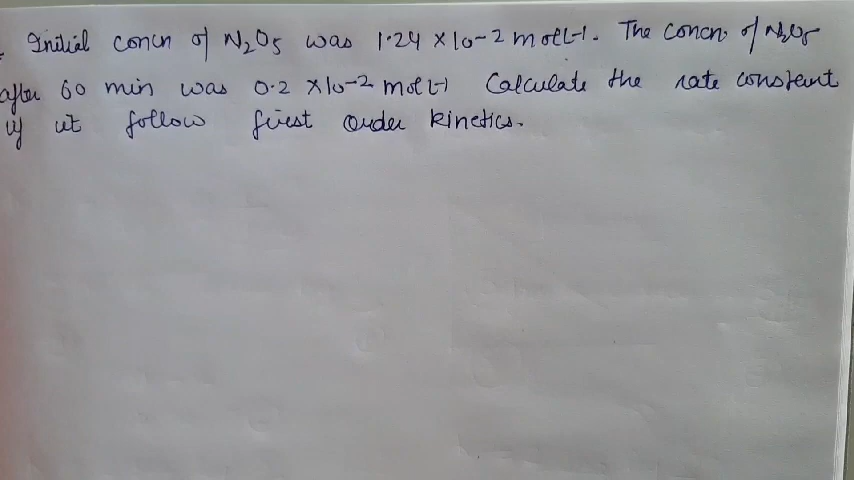 Initial concn of N2O5 was 1.24 × 10-2 mol L-1. The concn. of N2O5
after 60 min was 0.2 × 10-2 mol L-1 Calculate the rate constant
if it follow first order kinetics.